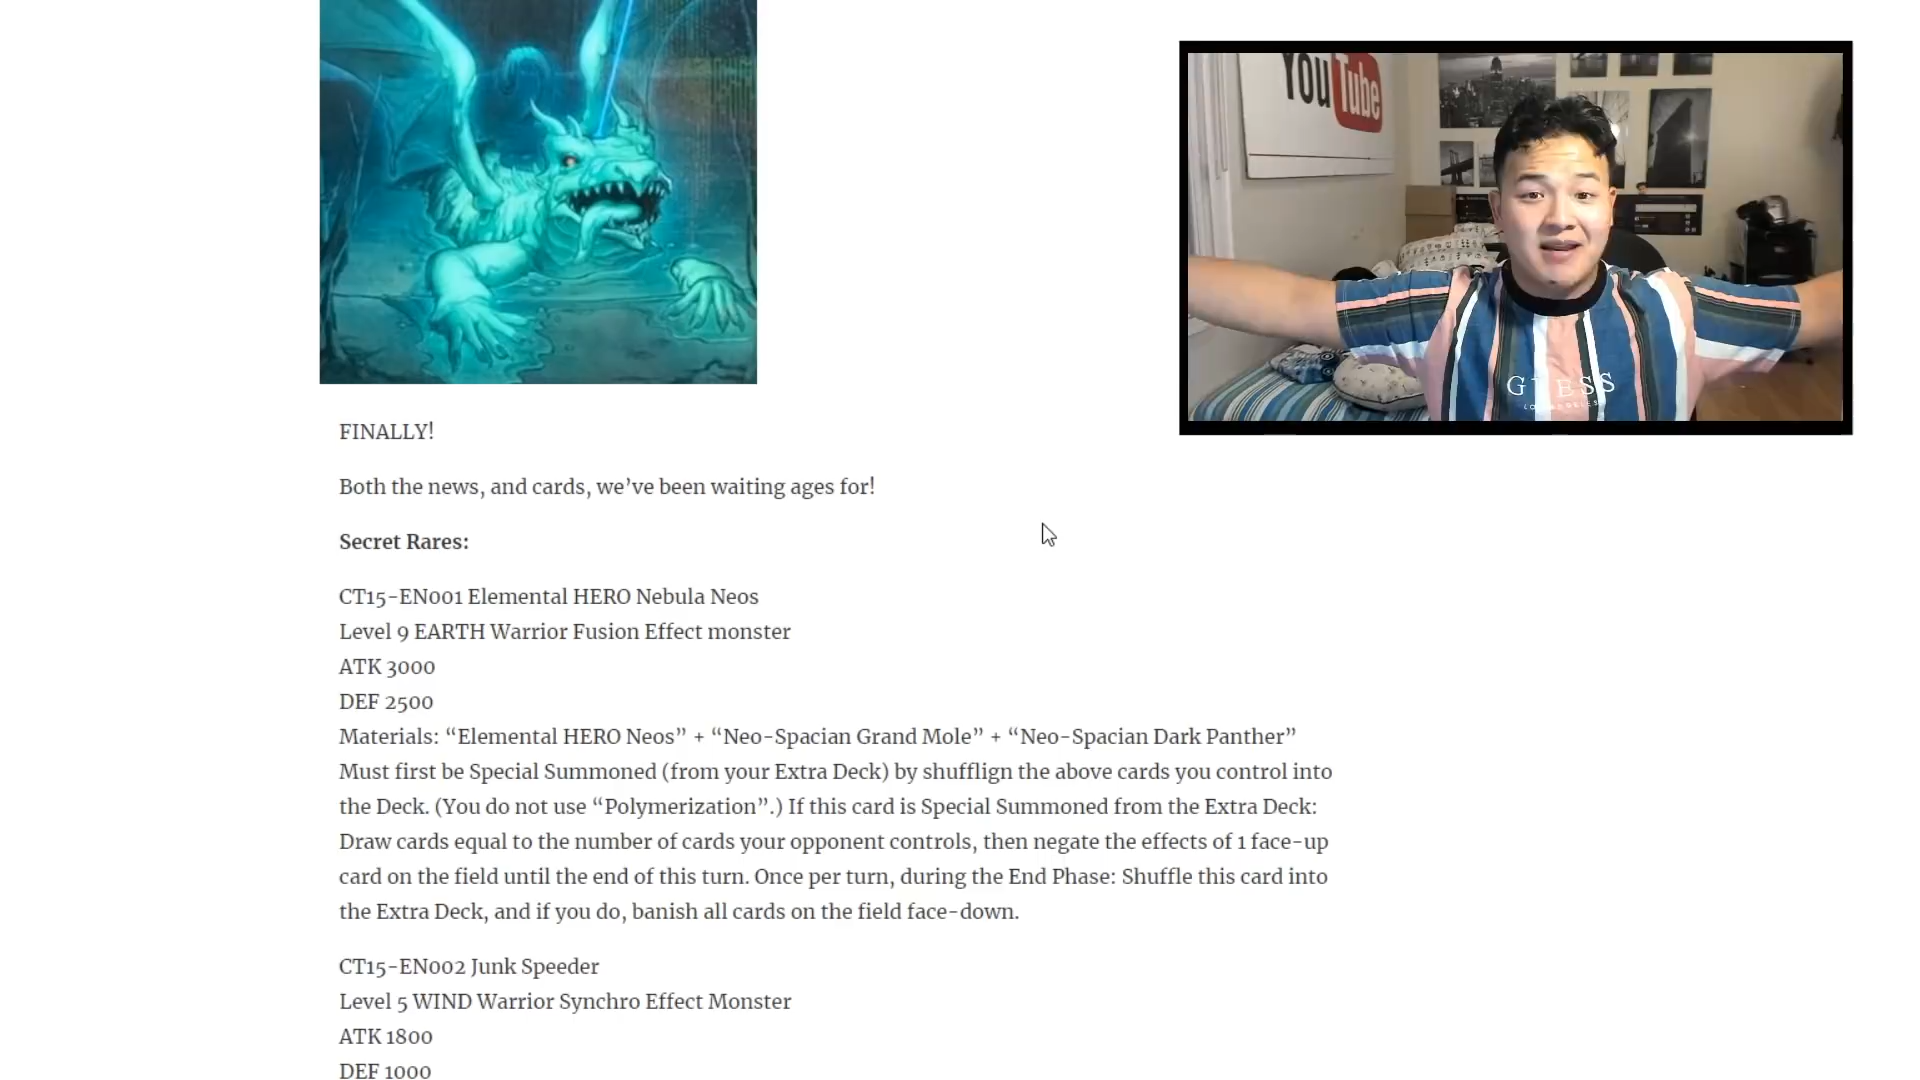 FINALLY!
Both the news, and cards, we’ve been waiting ages for!
Secret Rares:
CT15-EN001 Elemental HERO Nebula Neos
Level 9 EARTH Warrior Fusion Effect monster
ATK 3000
DEF 2500
Materials: “Elemental HERO Neos” + “Neo-Spacian Grand Mole” + “Neo-Spacian Dark Panther”
Must first be Special Summoned (from your Extra Deck) by shufflign the above cards you control into
the Deck. (You do not use “Polymerization”.) If this card is Special Summoned from the Extra Deck:
Draw cards equal to the number of cards your opponent controls, then negate the effects of 1 face-up
card on the field until the end of this turn. Once per turn, during the End Phase: Shuffle this card into
the Extra Deck, and if you do, banish all cards on the field face-down.
CT15-EN002 Junk Speeder
Level 5 WIND Warrior Synchro Effect Monster
ATK 1800
DEF 1000
YouTube
GUESS
LOS ANGELES